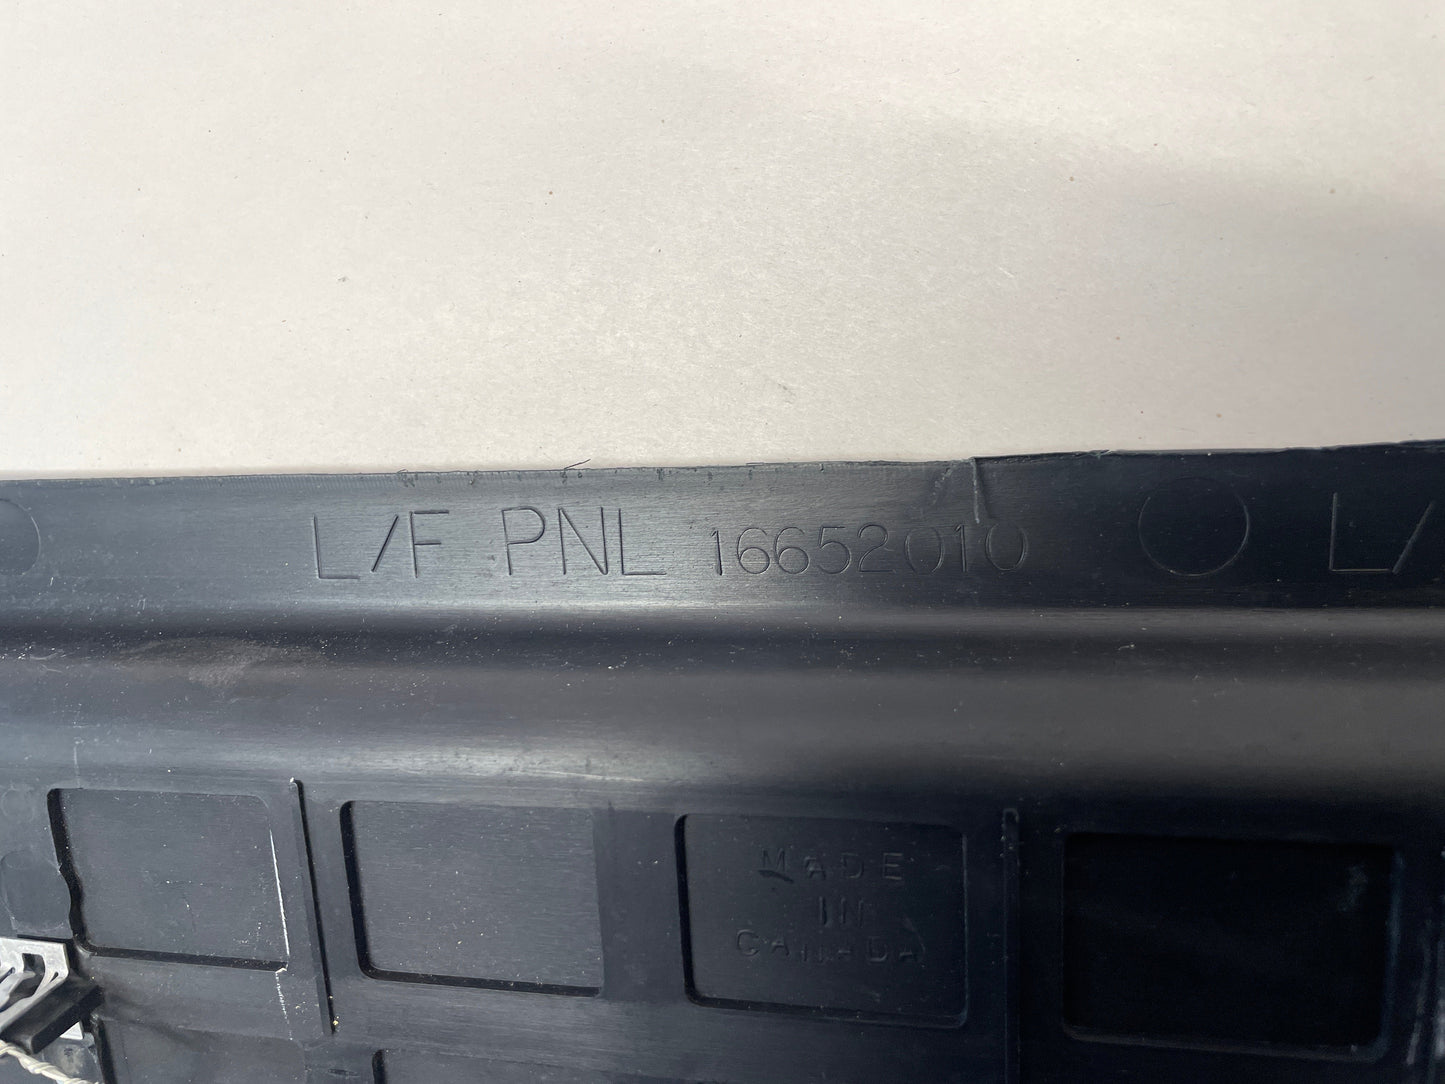 L/F PNL 16652010 L/
MADE
IN
CANADA